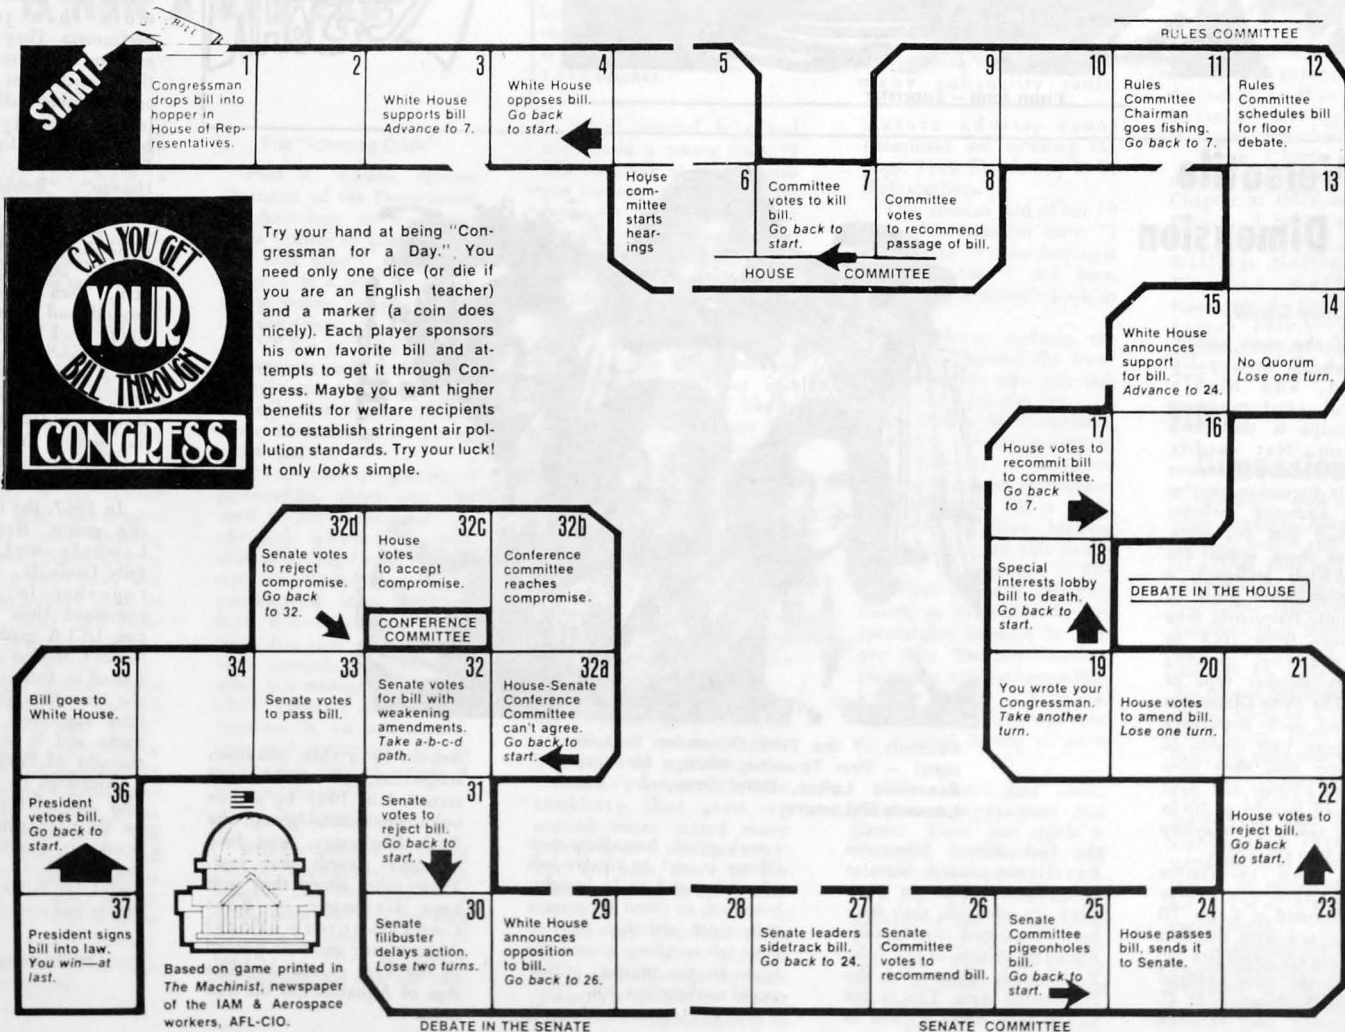 BILL
START
1
Congressman
drops bill into
hopper in
House of Rep-
resentatives.
2
3
White House
supports bill
Advance to 7.
4
White House
opposes bill.
Go back
to start.
5
6
House
com-
mittee
starts
hear-
ings
7
Committee
votes to kill
bill.
Go back to
start.
8
Committee
votes
to recommend
passage of bill.
HOUSE COMMITTEE
9
10
RULES COMMITTEE
11
Rules
Committee
Chairman
goes fishing.
Go back to 7.
12
Rules
Committee
schedules bill
for floor
debate.
13
14
No Quorum
Lose one turn.
15
White House
announces
support
for bill.
Advance to 24.
16
17
House votes to
recommit bill
to committee.
Go back
to 7.
18
Special
interests lobby
bill to death.
Go back to
start.
DEBATE IN THE HOUSE
19
You wrote your
Congressman.
Take another
turn.
20
House votes
to amend bill.
Lose one turn.
21
22
House votes to
reject bill.
Go back
to start.
23
24
House passes
bill, sends it
to Senate.
25
Senate
Committee
pigeonholes
bill.
Go back to
start.
26
Senate
Committee
votes to
recommend bill.
27
Senate leaders
sidetrack bill.
Go back to 24.
28
SENATE COMMITTEE
29
White House
announces
opposition
to bill.
Go back to 26.
30
Senate
filibuster
delays action.
Lose two turns.
DEBATE IN THE SENATE
31
Senate
votes to
reject bill.
Go back to
start.
32
Senate votes
for bill with
weakening
amendments.
Take a-b-c-d
path.
32a
House-Senate
Conference
Committee
can't agree.
Go back to
start.
32b
Conference
committee
reaches
compromise.
32c
House
votes
to accept
compromise.
32d
Senate votes
to reject
compromise.
Go back
to 32.
CONFERENCE
COMMITTEE
33
Senate votes
to pass bill.
34
35
Bill goes to
White House.
36
President
vetoes bill.
Go back to
start.
37
President signs
bill into law.
You win—at
last.
CAN YOU GET
YOUR
BILL THROUGH
CONGRESS
Try your hand at being "Con-
gressman for a Day." You
need only one dice (or die if
you are an English teacher)
and a marker (a coin does
nicely). Each player sponsors
his own favorite bill and at-
tempts to get it through Con-
gress. Maybe you want higher
benefits for welfare recipients
or to establish stringent air pol-
lution standards. Try your luck!
It only looks simple.
Based on game printed in
The Machinist, newspaper
of the IAM & Aerospace
workers, AFL-CIO.